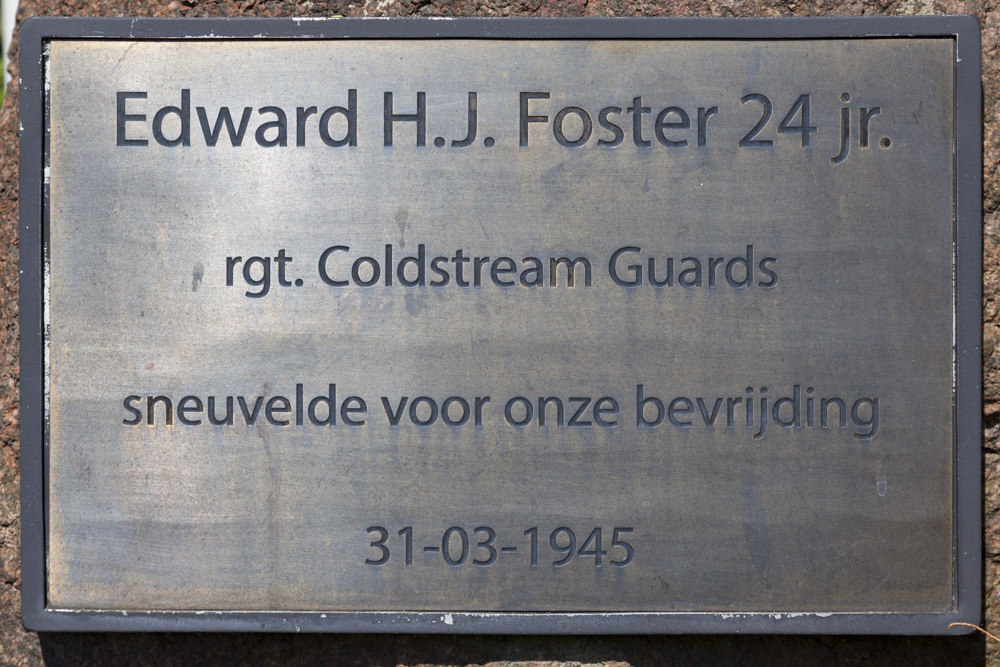 Edward H.J. Foster 24 jr.
rgt. Coldstream Guards
sneuvelde voor onze bevrijding
31-03-1945